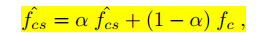 $\hat{f_{cs}} = \alpha \, \hat{f_{cs}} + (1 - \alpha) \, f_c \, ,$